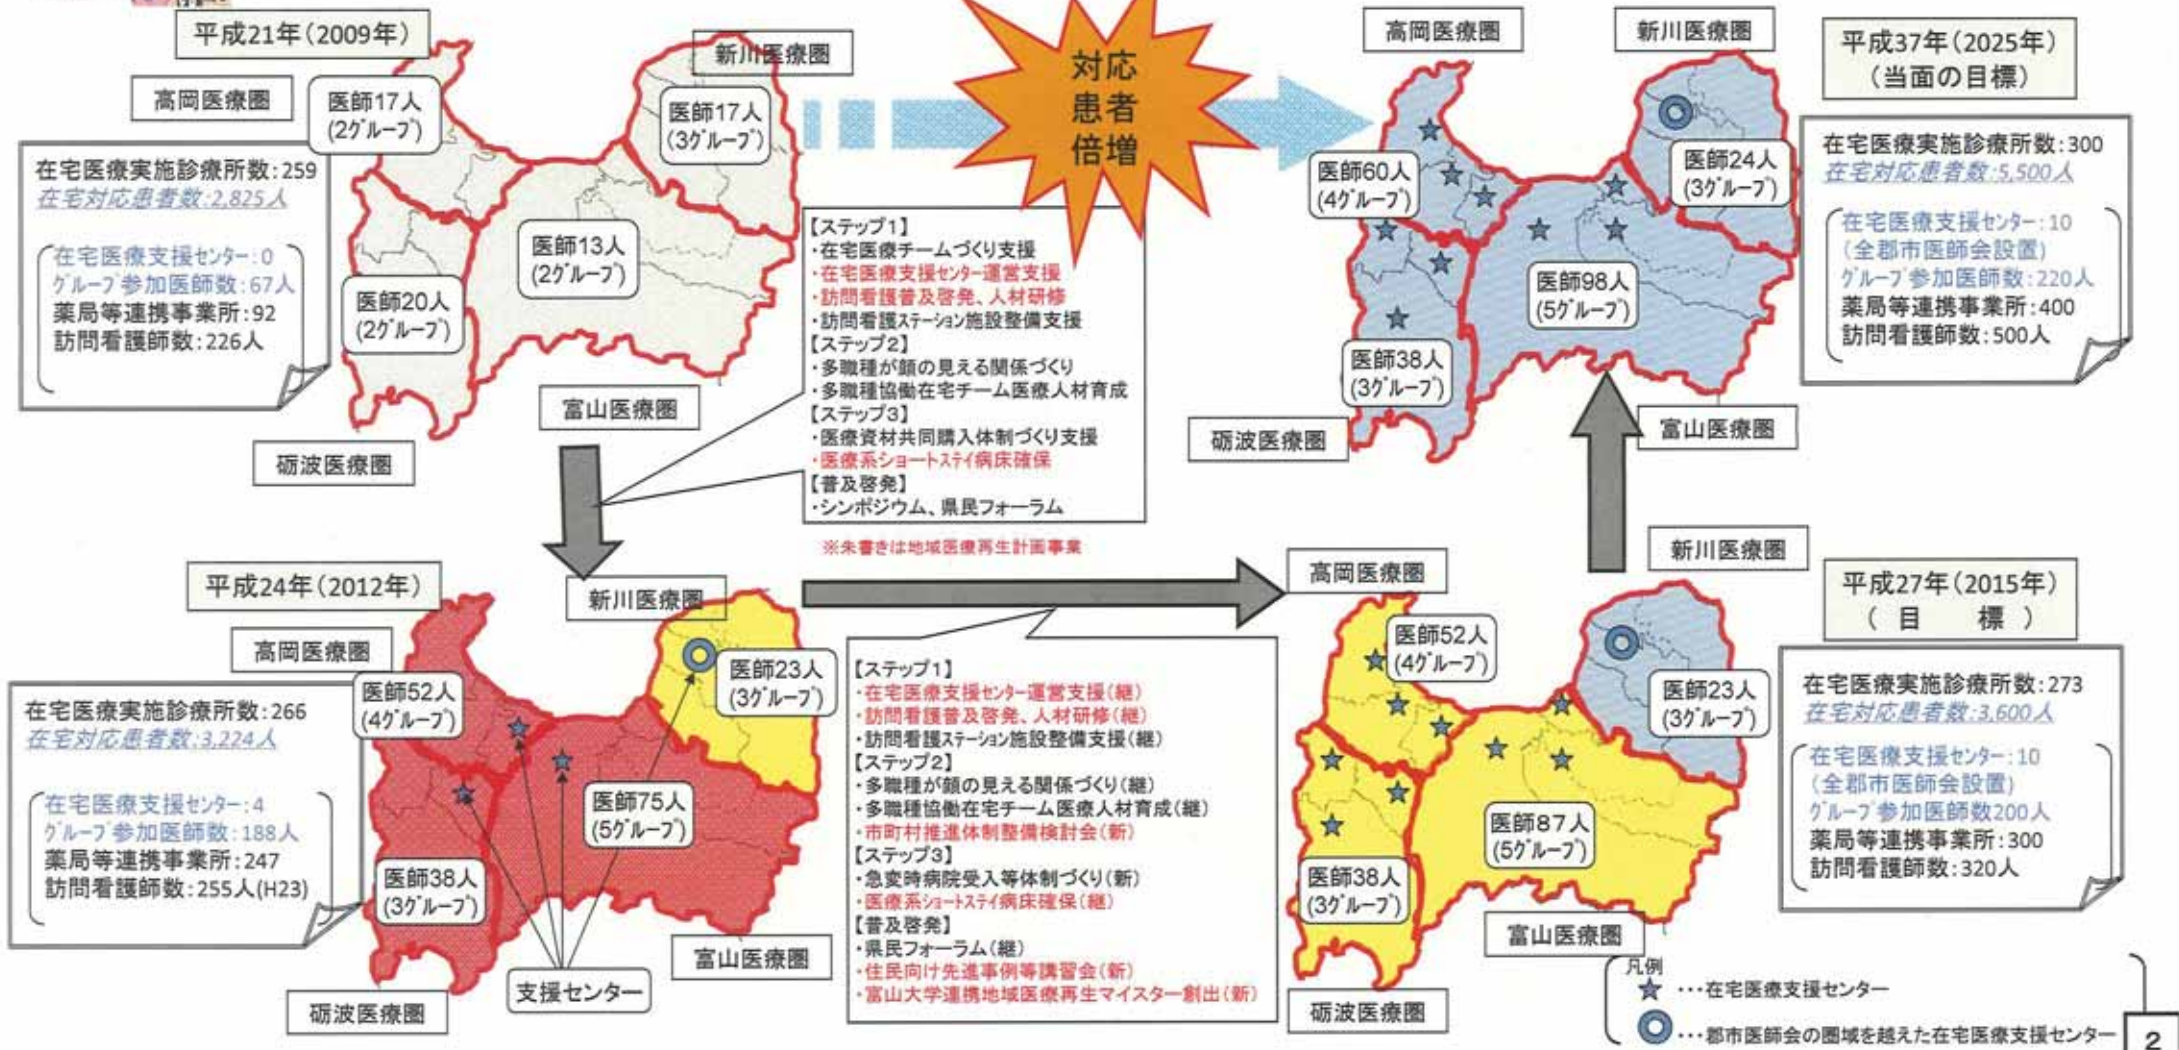 平成21年(2009年)
高岡医療圏
新川医療圏
医師17人
(2グループ)
医師17人
(3グループ)
医師13人
(2グループ)
医師20人
(2グループ)
富山医療圏
砺波医療圏
在宅医療実施診療所数:259
在宅対応患者数:2,825人
在宅医療支援センター:0
グループ参加医師数:67人
薬局等連携事業所:92
訪問看護師数:226人
対応
患者
倍増
【ステップ1】
・在宅医療チームづくり支援
・在宅医療支援センター運営支援
・訪問看護普及啓発、人材研修
・訪問看護ステーション施設整備支援
【ステップ2】
・多職種が顔の見える関係づくり
・多職種協働在宅チーム医療人材育成
【ステップ3】
・医療資材共同購入体制づくり支援
・医療系ショートステイ病床確保
【普及啓発】
・シンポジウム、県民フォーラム
※朱書きは地域医療再生計画事業
高岡医療圏
新川医療圏
平成37年(2025年)
(当面の目標)
医師60人
(4グループ)
医師24人
(3グループ)
医師98人
(5グループ)
医師38人
(3グループ)
砺波医療圏
富山医療圏
在宅医療実施診療所数:300
在宅対応患者数:5,500人
在宅医療支援センター:10
(全郡市医師会設置)
グループ参加医師数:220人
薬局等連携事業所:400
訪問看護師数:500人
平成24年(2012年)
新川医療圏
高岡医療圏
医師52人
(4グループ)
医師23人
(3グループ)
医師75人
(5グループ)
医師38人
(3グループ)
在宅医療実施診療所数:266
在宅対応患者数:3,224人
在宅医療支援センター:4
グループ参加医師数:188人
薬局等連携事業所:247
訪問看護師数:255人(H23)
支援センター
富山医療圏
砺波医療圏
【ステップ1】
・在宅医療支援センター運営支援(継)
・訪問看護普及啓発、人材研修(継)
・訪問看護ステーション施設整備支援(継)
【ステップ2】
・多職種が顔の見える関係づくり(継)
・多職種協働在宅チーム医療人材育成(継)
・市町村推進体制整備検討会(新)
【ステップ3】
・急変時病院受入等体制づくり(新)
・医療系ショートステイ病床確保(継)
【普及啓発】
・県民フォーラム(継)
・住民向け先進事例等講習会(新)
・富山大学連携地域医療再生マイスター創出(新)
高岡医療圏
新川医療圏
平成27年(2015年)
(目 標)
医師52人
(4グループ)
医師23人
(3グループ)
医師87人
(5グループ)
医師38人
(3グループ)
富山医療圏
砺波医療圏
在宅医療実施診療所数:273
在宅対応患者数:3,600人
在宅医療支援センター:10
(全郡市医師会設置)
グループ参加医師数200人
薬局等連携事業所:300
訪問看護師数:320人
凡例
★…在宅医療支援センター
◎…郡市医師会の圏域を越えた在宅医療支援センター
2